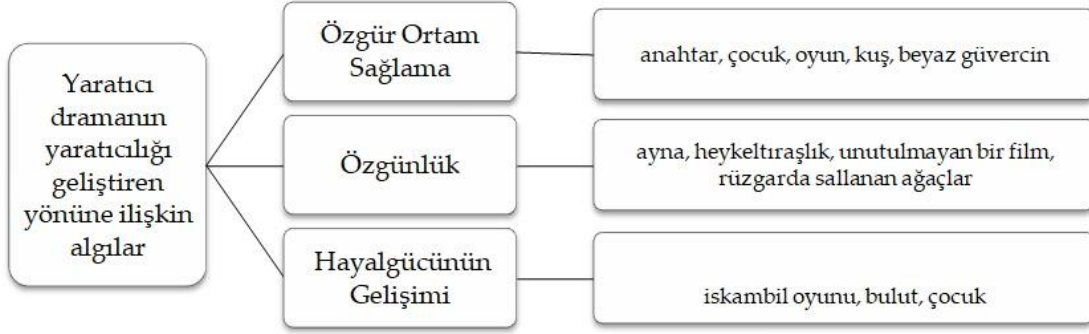 Yaratıcı
dramanın
yaratıcılığı
geliştiren
yönüne ilişkin
algılar
Özgür Ortam
Sağlama
anahtar, çocuk, oyun, kuş, beyaz güvercin
Özgünlük
ayna, heykeltıraşlık, unutulmayan bir film,
rüzgarda sallanan ağaçlar
Hayalgücünün
Gelişimi
iskambil oyunu, bulut, çocuk